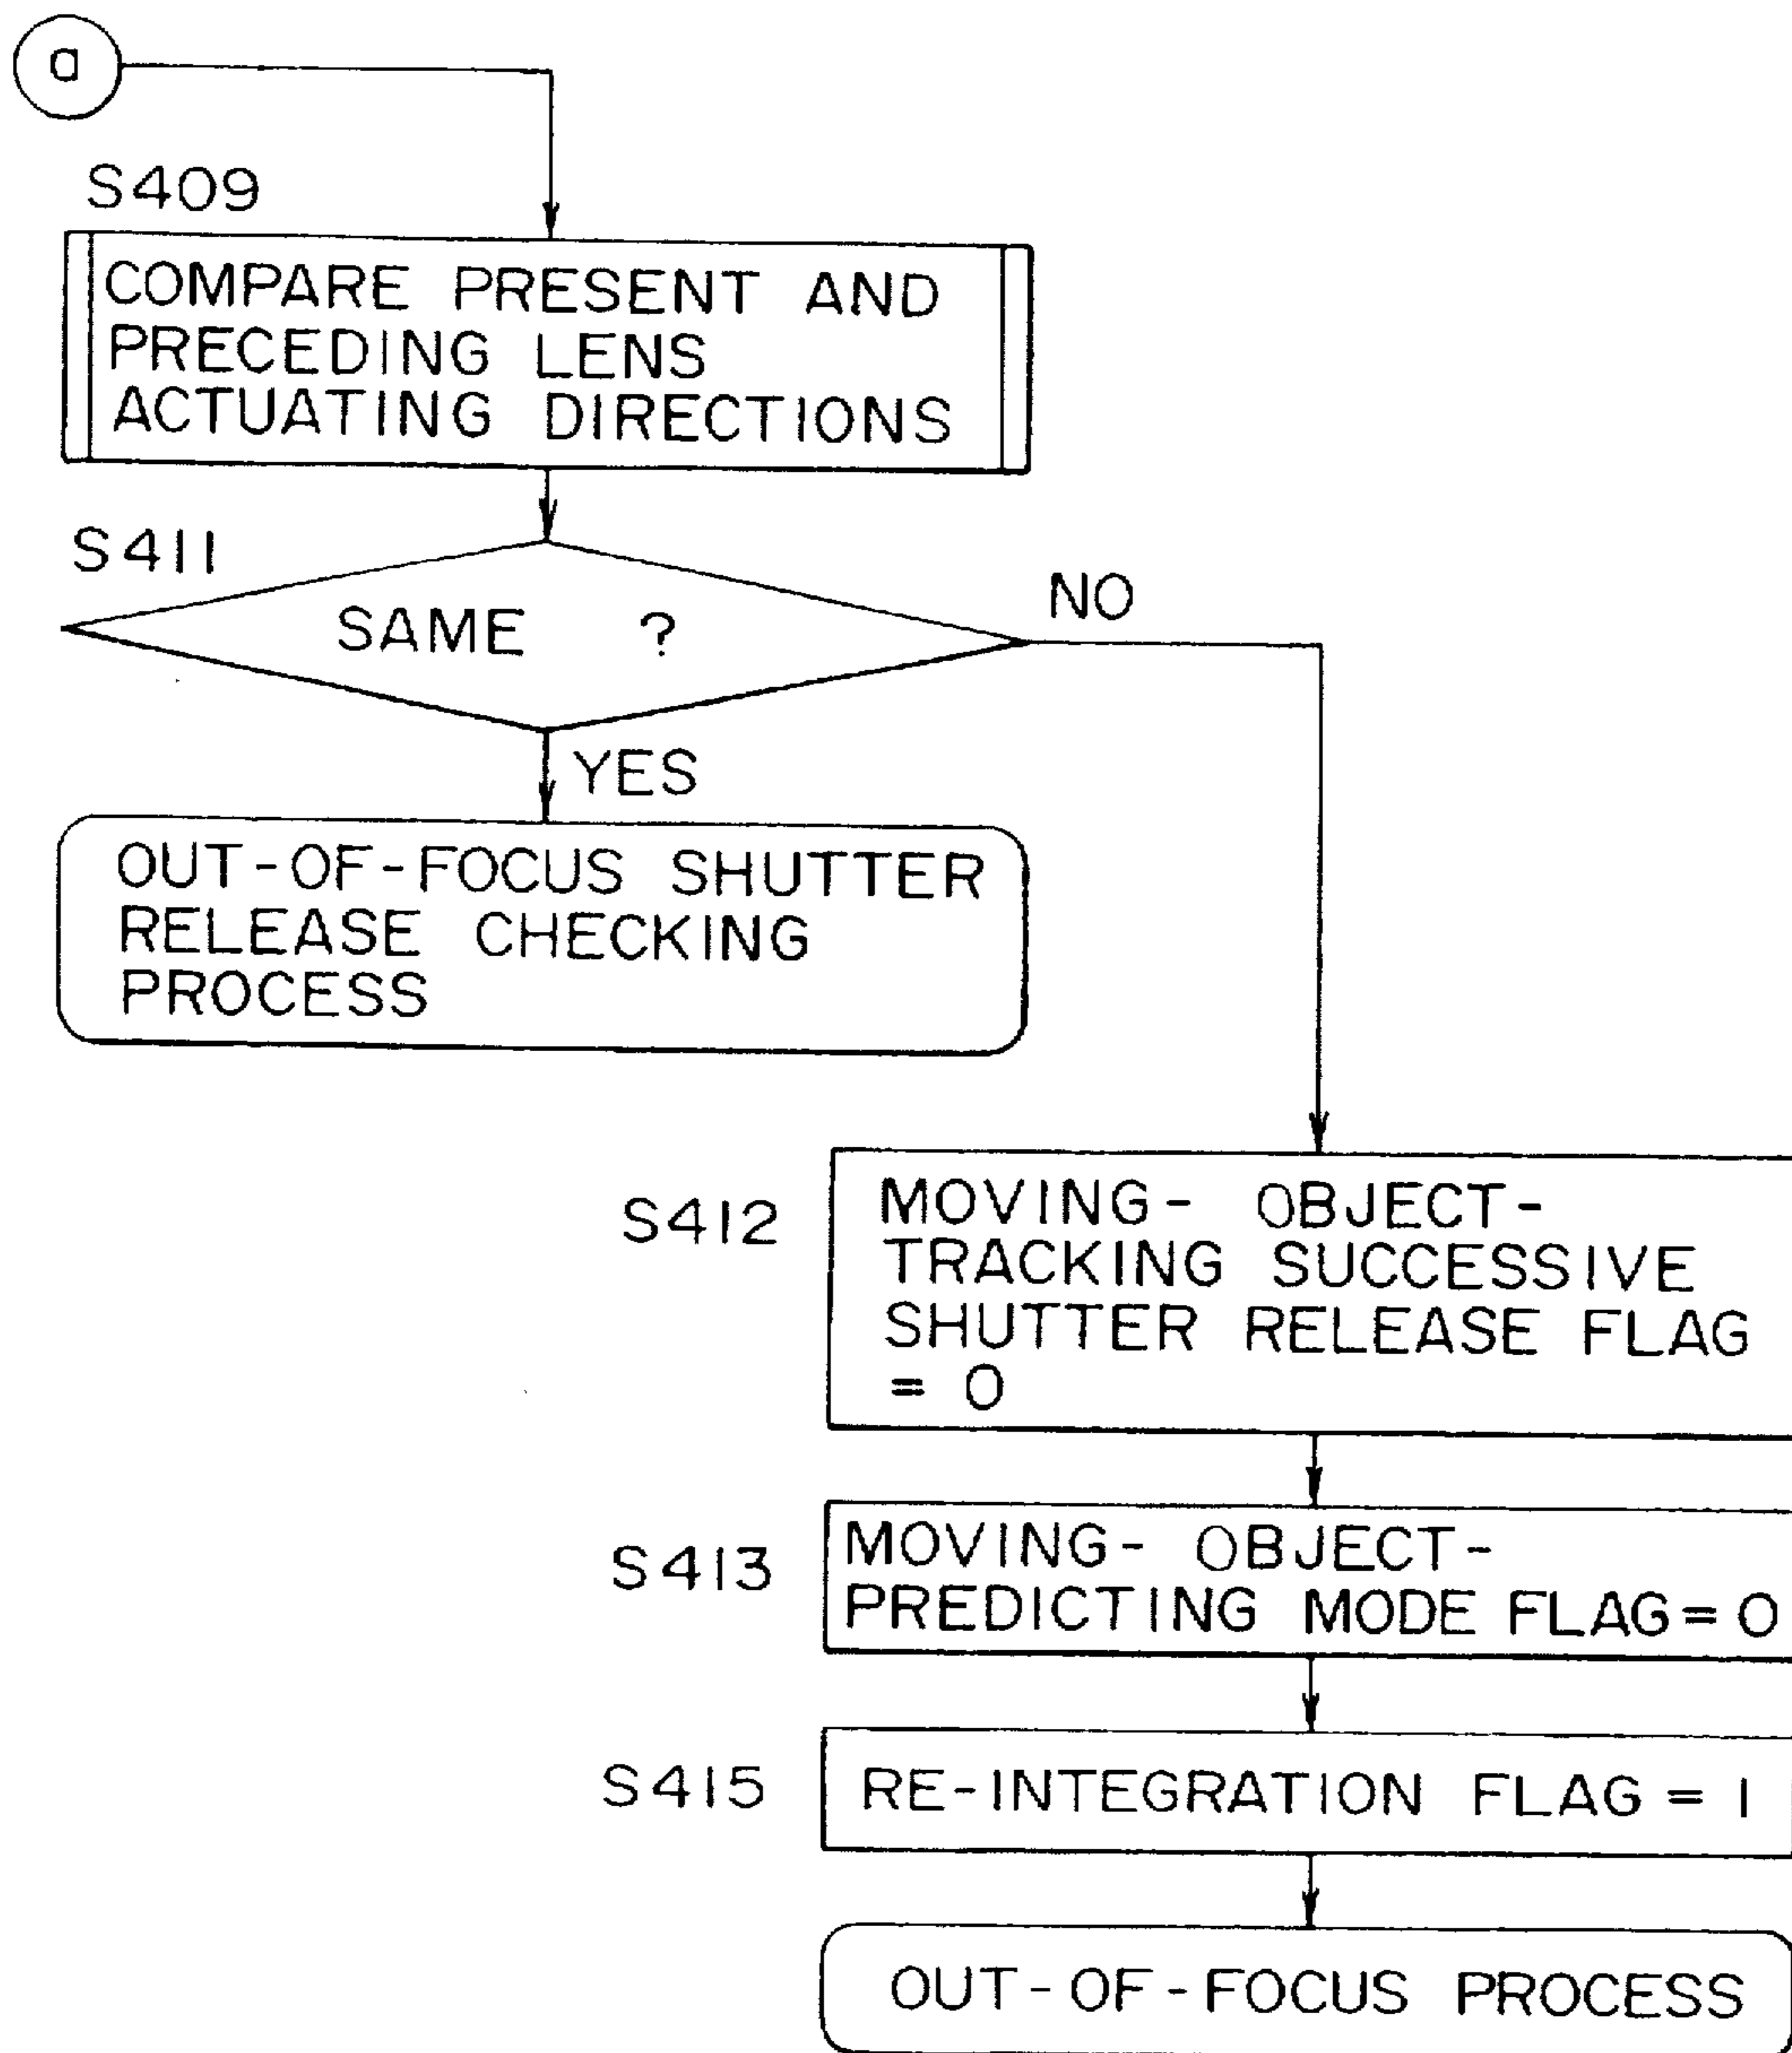 a
S409
COMPARE PRESENT AND
PRECEDING LENS
ACTUATING DIRECTIONS
S411
SAME ?
NO
YES
OUT-OF-FOCUS SHUTTER
RELEASE CHECKING
PROCESS
S412
MOVING- OBJECT-
TRACKING SUCCESSIVE
SHUTTER RELEASE FLAG
= 0
S413
MOVING- OBJECT-
PREDICTING MODE FLAG = 0
S415
RE-INTEGRATION FLAG = 1
OUT-OF-FOCUS PROCESS